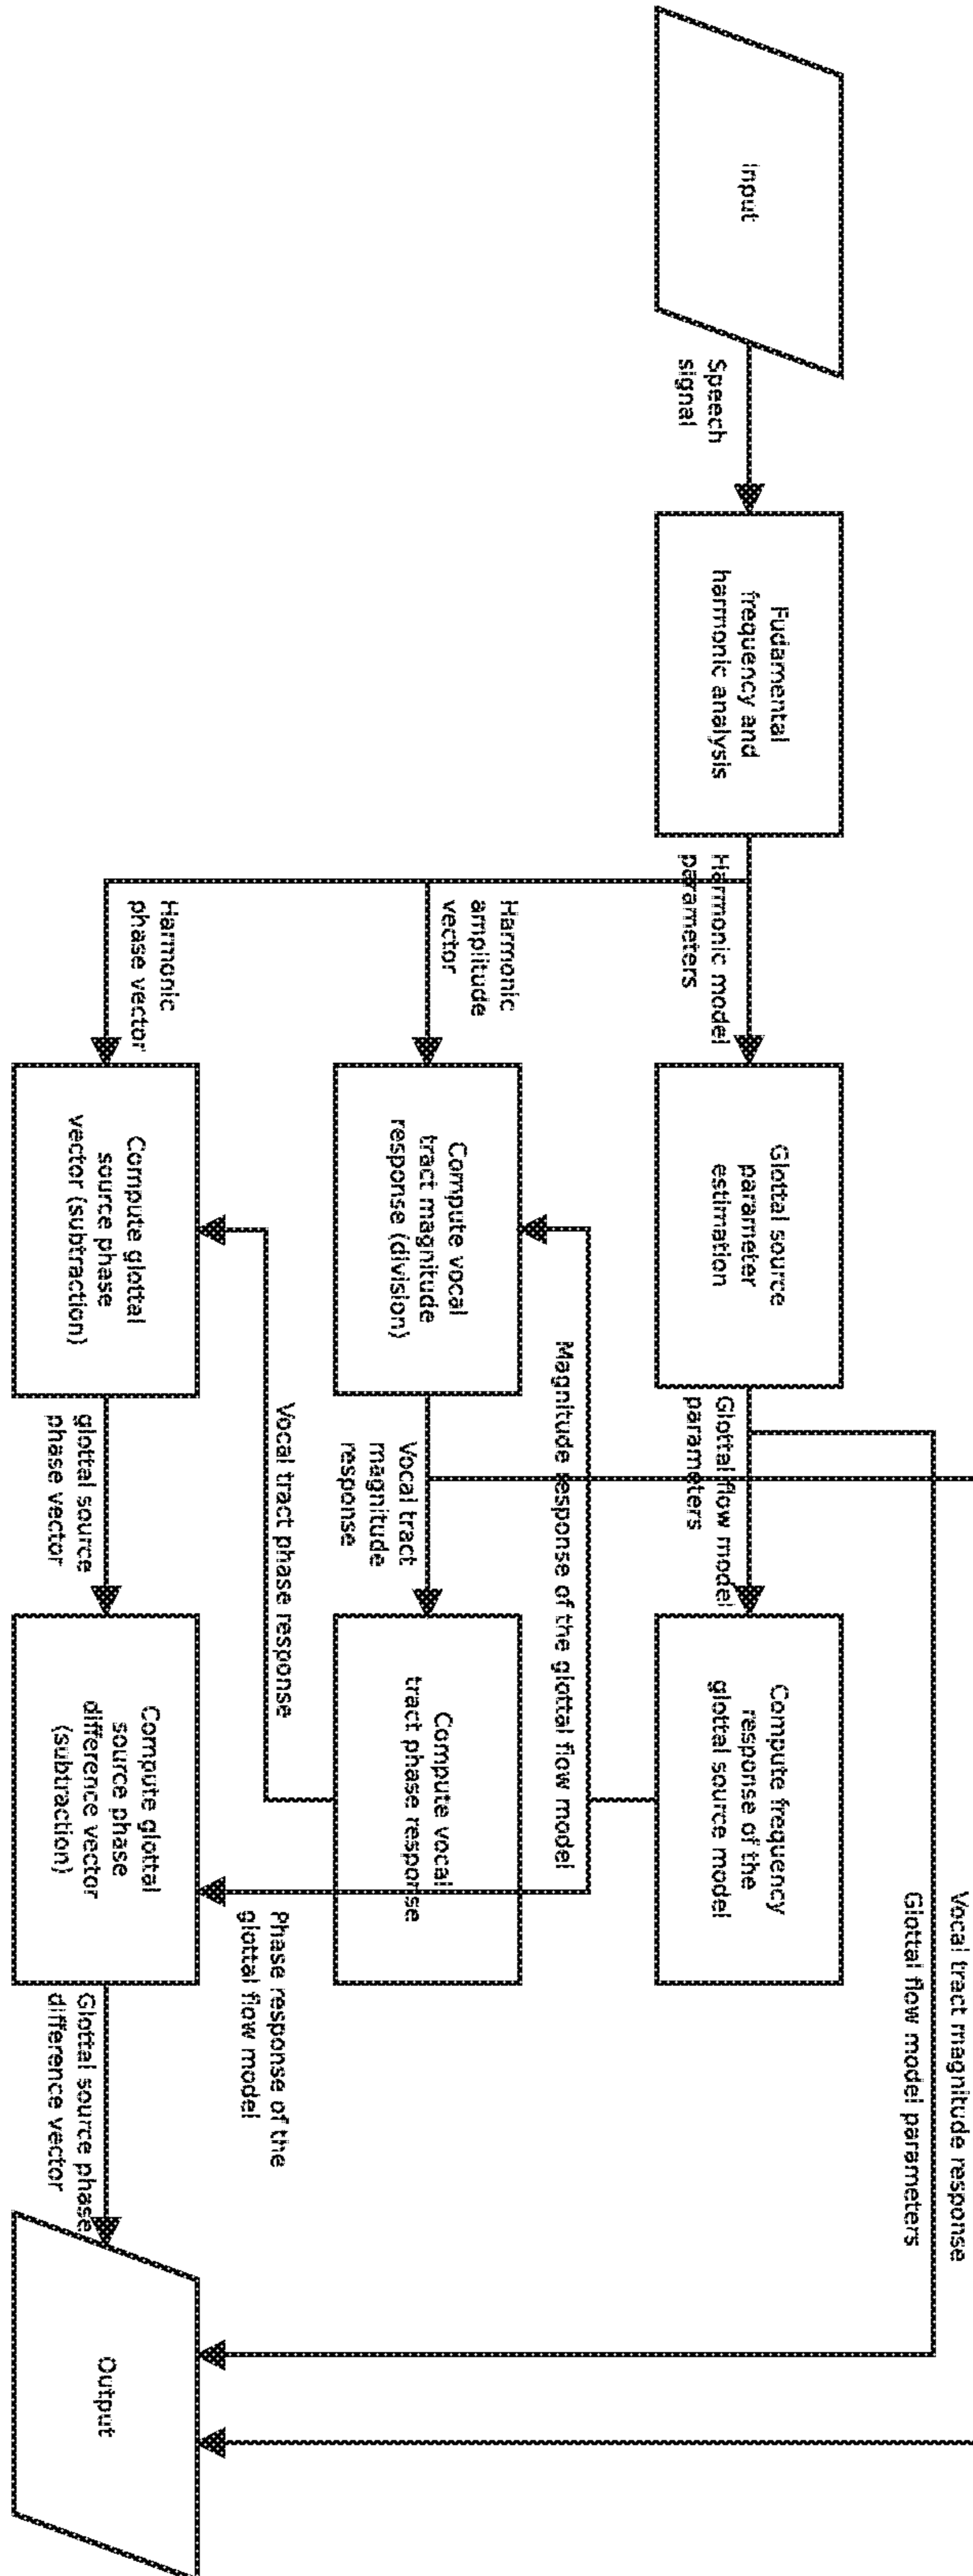 Input
Speech
signal
Fudamental
frequency and
harmonic analysis
Harmonic model
parameters
Glottal source
parameter
estimation
Glottal flow model
parameters
Compute frequency
response of the
glottal source model
Vocal tract magnitude response
Glottal flow model parameters
Harmonic
amplitude
vector
Compute vocal
tract magnitude
response (division)
Magnitude response of the glottal flow model
Vocal tract
magnitude
response
Compute vocal
tract phase response
Harmonic
phase vector
Compute glottal
source phase
vector (subtraction)
Vocal tract phase response
glottal source
phase vector
Compute glottal
source phase
difference vector
(subtraction)
Phase response of the
glottal flow model
Glottal source phase
difference vector
Output